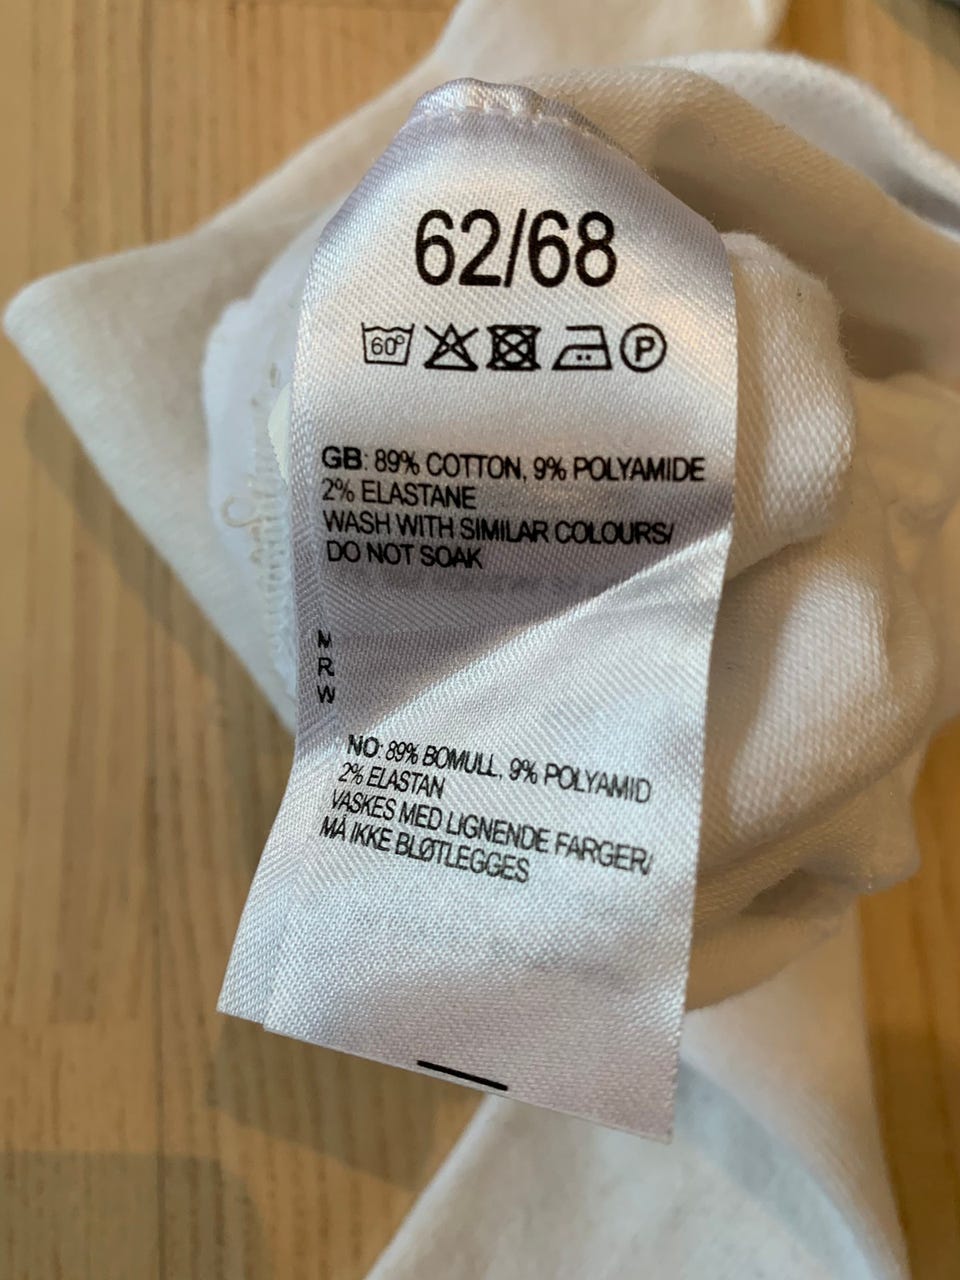 62/68
60°
P
GB: 89% COTTON, 9% POLYAMIDE
2% ELASTANE
WASH WITH SIMILAR COLOURS/
DO NOT SOAK
R
W
NO: 89% BOMULL, 9% POLYAMID
2% ELASTAN
VASKES MED LIGNENDE FARGER/
MÅ IKKE BLØTLEGGES